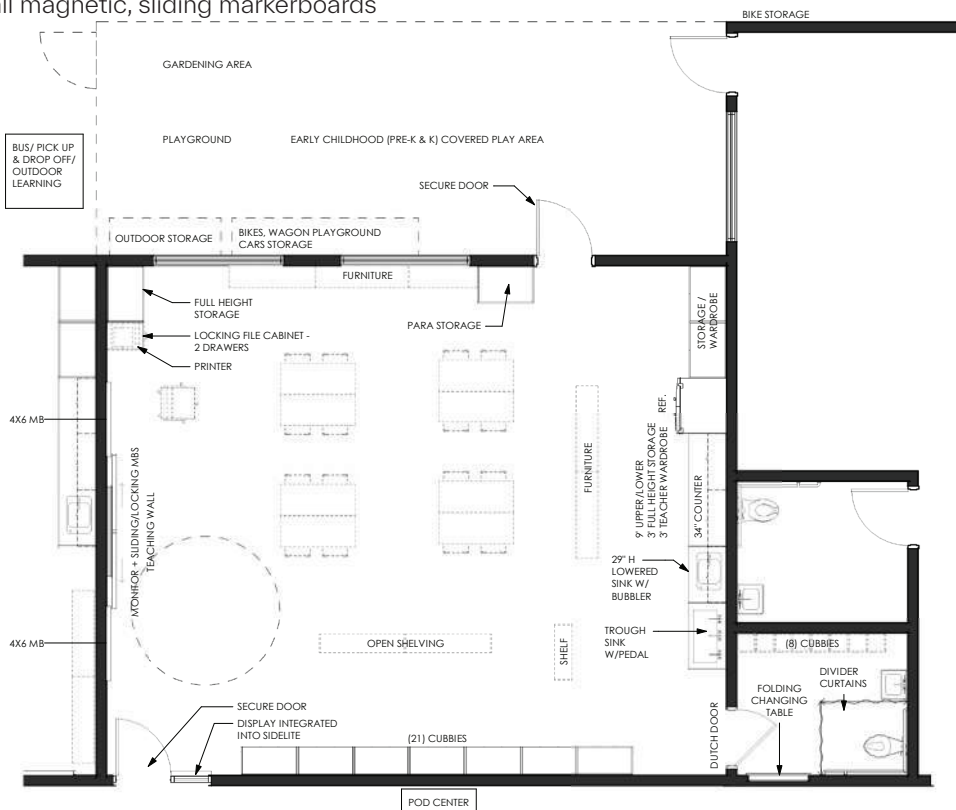 ll magnetic, sliding markerboards
BIKE STORAGE
GARDENING AREA
PLAYGROUND
EARLY CHILDHOOD (PRE-K & K) COVERED PLAY AREA
BUS/ PICK UP
& DROP OFF/
OUTDOOR
LEARNING
SECURE DOOR
OUTDOOR STORAGE
BIKES, WAGON PLAYGROUND
CARS STORAGE
FURNITURE
FULL HEIGHT
STORAGE
PARA STORAGE
STORAGE /
WARDROBE
LOCKING FILE CABINET -
2 DRAWERS
PRINTER
4X6 MB
REF.
MONITOR + SLIDING/LOCKING MBS
TEACHING WALL
FURNITURE
9' UPPER/LOWER
3' FULL HEIGHT STORAGE
3' TEACHER WARDROBE
34" COUNTER
29" H
LOWERED
SINK W/
BUBBLER
4X6 MB
OPEN SHELVING
SHELF
TROUGH
SINK
W/PEDAL
(8) CUBBIES
DIVIDER
CURTAINS
FOLDING
CHANGING
TABLE
SECURE DOOR
DISPLAY INTEGRATED
INTO SIDELITE
(21) CUBBIES
DUTCH DOOR
POD CENTER